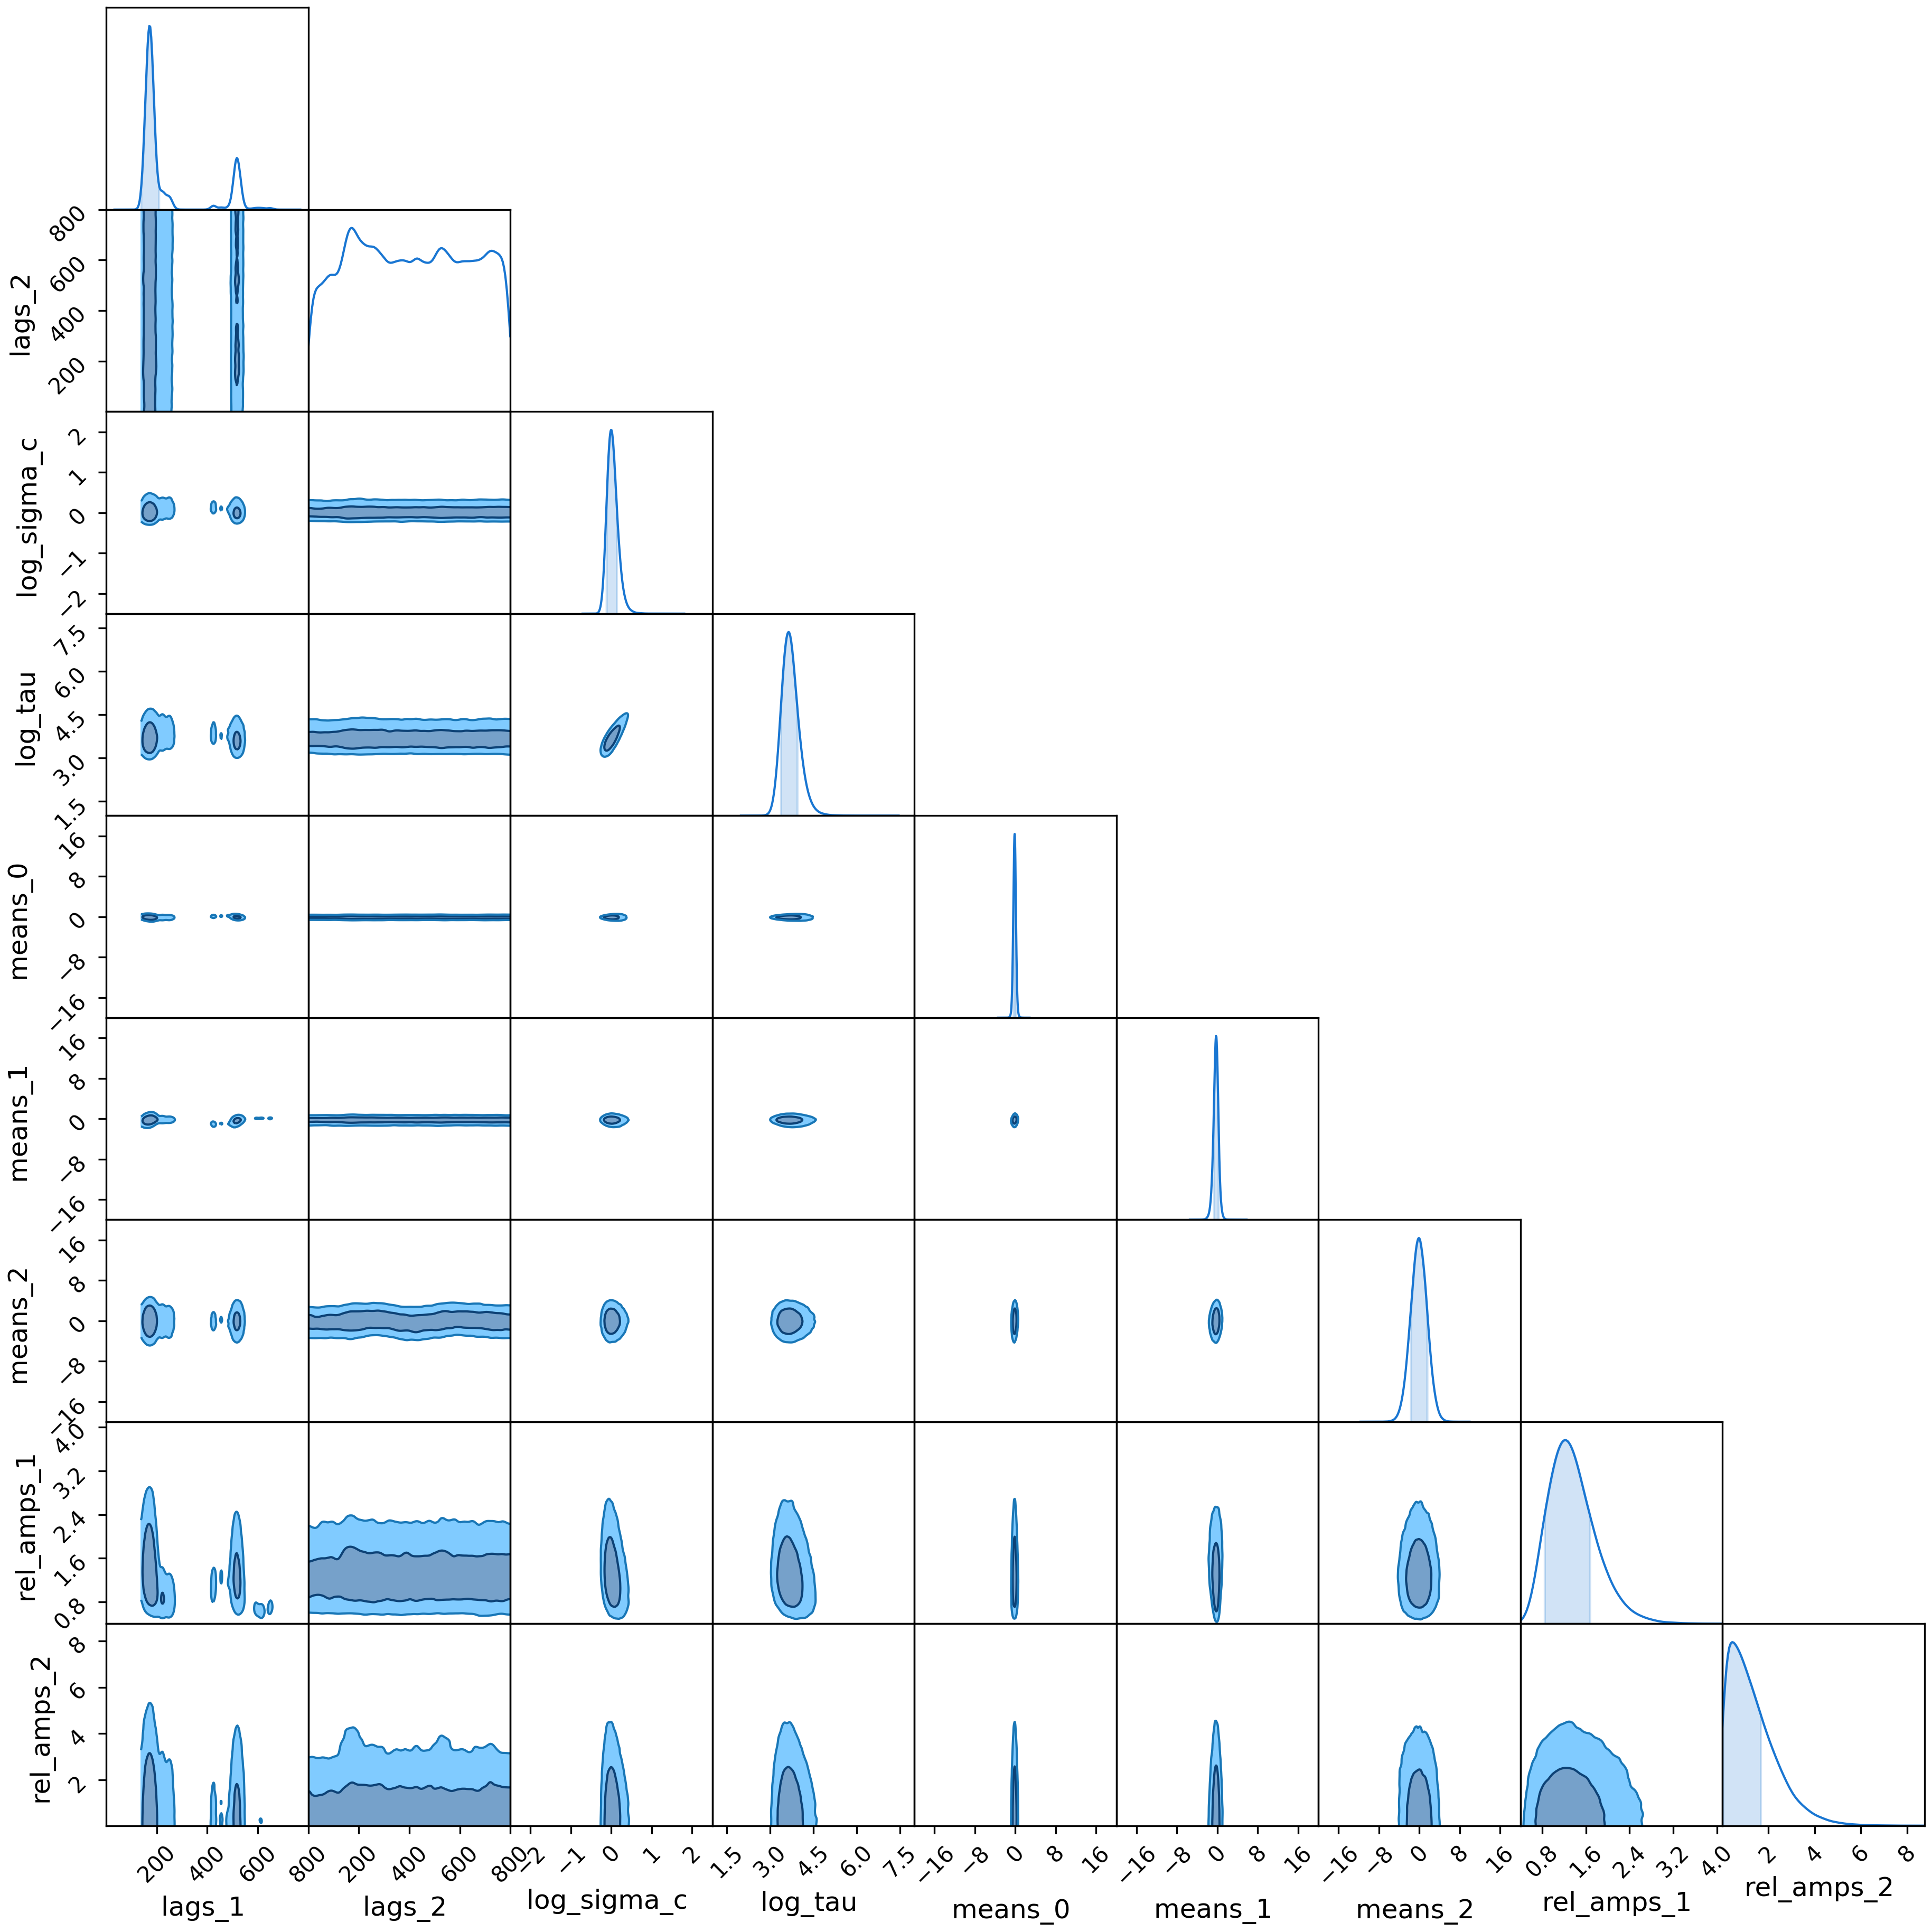 800
600
400
200
lags_2
2
1
0
−1
−2
log_sigma_c
7.5
6.0
4.5
3.0
1.5
log_tau
16
8
0
−8
−16
means_0
16
8
0
−8
−16
means_1
16
8
0
−8
−16
means_2
4.0
3.2
2.4
1.6
0.8
rel_amps_1
8
6
4
2
rel_amps_2
200 400 600 800
200 400 600 800
−2 −1 0 1 2
1.5 3.0 4.5 6.0 7.5
−16 −8 0 8 16
−16 −8 0 8 16
−16 −8 0 8 16
0.8 1.6 2.4 3.2 4.0
2 4 6 8
lags_1 lags_2 log_sigma_c log_tau means_0 means_1 means_2 rel_amps_1 rel_amps_2